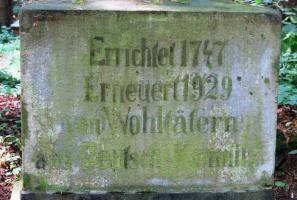 Errichtet 1747
Erneuert 1929
von Wohltätern
aus